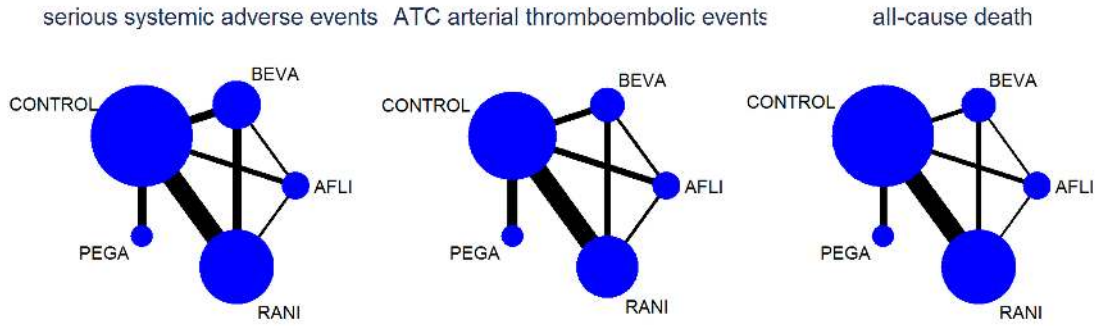 serious systemic adverse events
CONTROL
BEVA
AFLI
PEGA
RANI
ATC arterial thromboembolic events
CONTROL
BEVA
AFLI
PEGA
RANI
all-cause death
CONTROL
BEVA
AFLI
PEGA
RANI